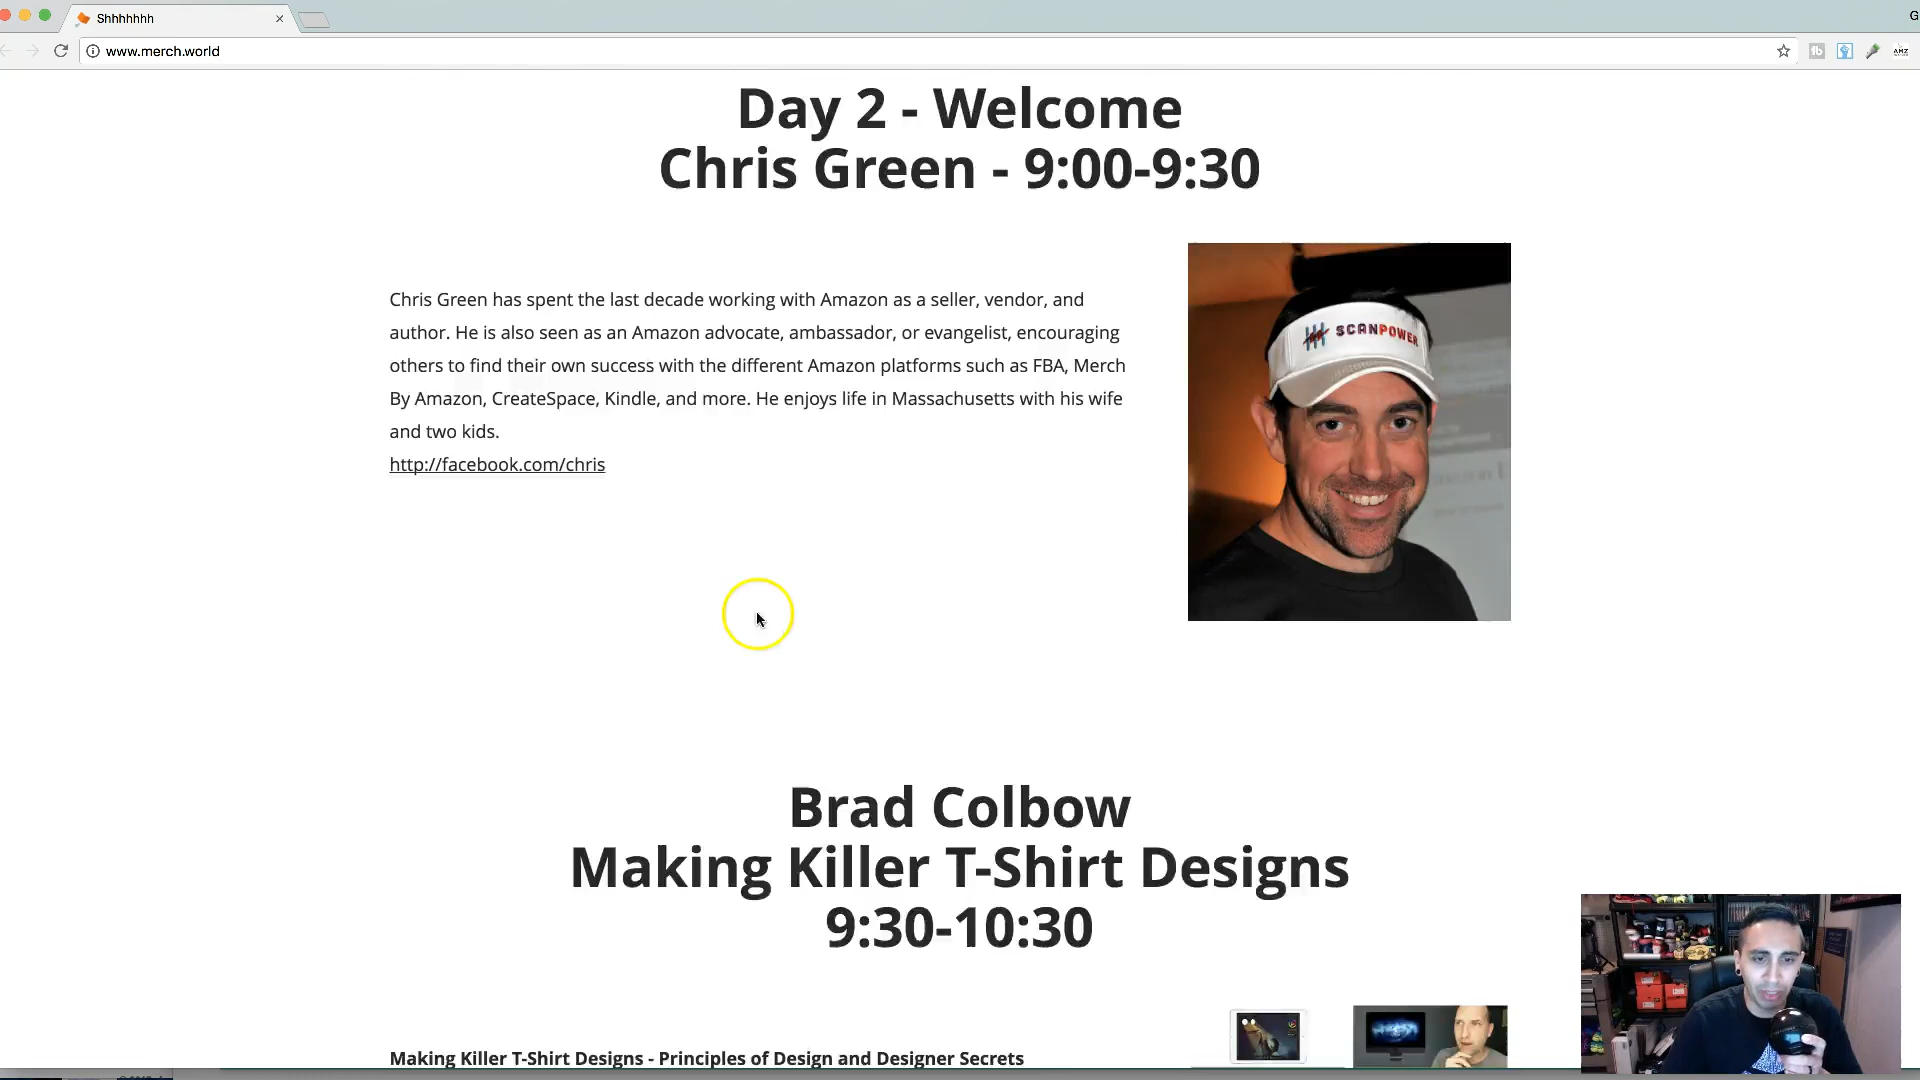 Shhhhhhh
www.merch.world
Day 2 - Welcome
Chris Green - 9:00-9:30
Chris Green has spent the last decade working with Amazon as a seller, vendor, and
author. He is also seen as an Amazon advocate, ambassador, or evangelist, encouraging
others to find their own success with the different Amazon platforms such as FBA, Merch
By Amazon, CreateSpace, Kindle, and more. He enjoys life in Massachusetts with his wife
and two kids.
http://facebook.com/chris
SCANPOWER
Brad Colbow
Making Killer T-Shirt Designs
9:30-10:30
Making Killer T-Shirt Designs - Principles of Design and Designer Secrets